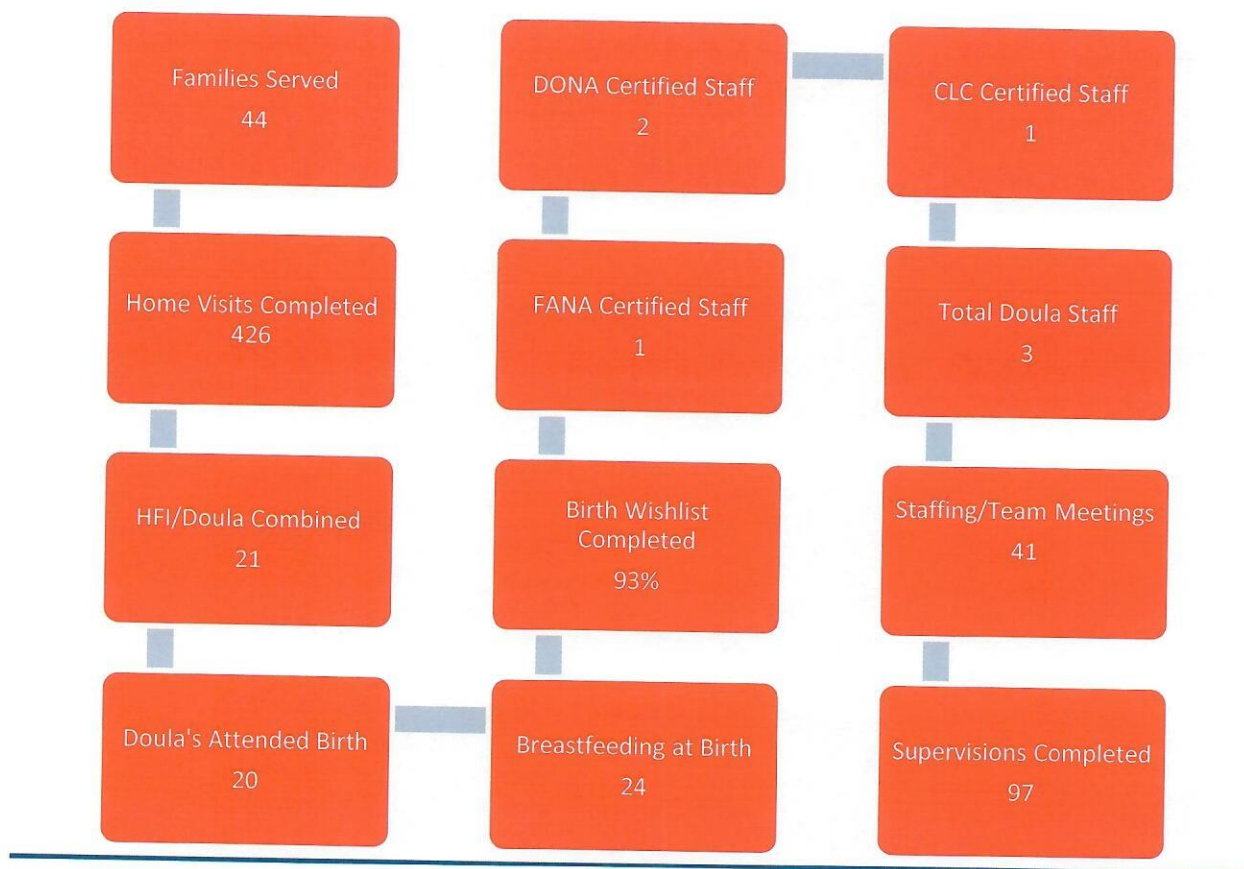 Families Served
44
Home Visits Completed
426
HFI/Doula Combined
21
Doula's Attended Birth
20
Breastfeeding at Birth
24
Birth Wishlist
Completed
93%
FANA Certified Staff
1
DONA Certified Staff
2
CLC Certified Staff
1
Total Doula Staff
3
Staffing/Team Meetings
41
Supervisions Completed
97